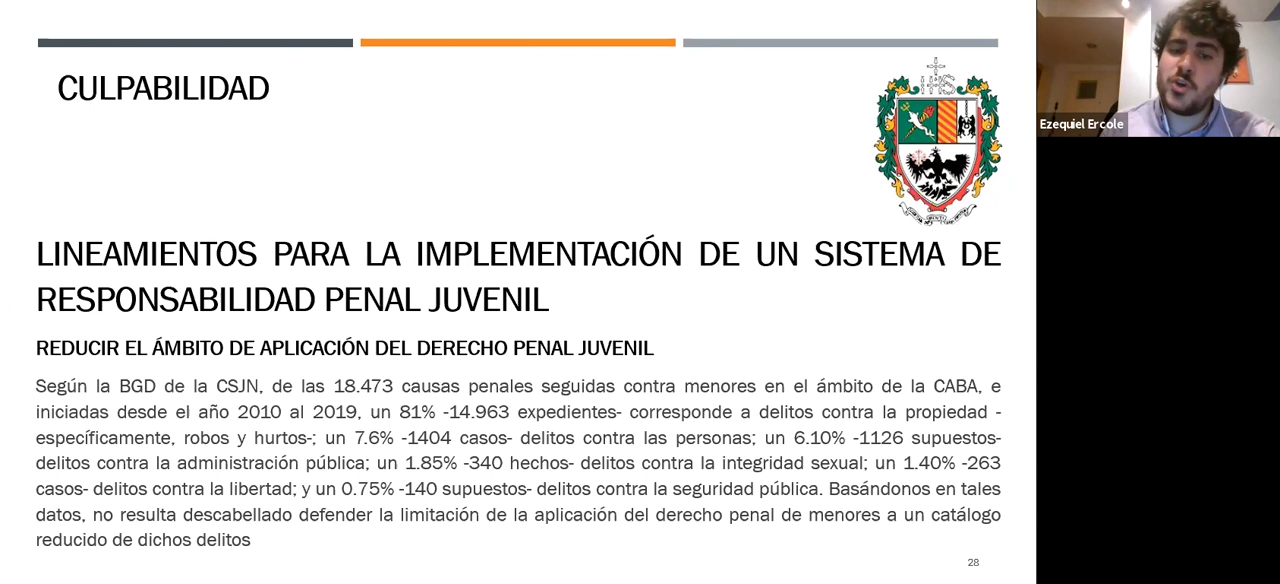 CULPABILIDAD
IHS
LINEAMIENTOS PARA LA IMPLEMENTACIÓN DE UN SISTEMA DE
RESPONSABILIDAD PENAL JUVENIL
REDUCIR EL ÁMBITO DE APLICACIÓN DEL DERECHO PENAL JUVENIL
Según la BGD de la CSJN, de las 18.473 causas penales seguidas contra menores en el ámbito de la CABA, e
iniciadas desde el año 2010 al 2019, un 81% -14.963 expedientes- corresponde a delitos contra la propiedad -
específicamente, robos y hurtos-; un 7.6% -1404 casos- delitos contra las personas; un 6.10% -1126 supuestos-
delitos contra la administración pública; un 1.85% -340 hechos- delitos contra la integridad sexual; un 1.40% -263
casos- delitos contra la libertad; y un 0.75% -140 supuestos- delitos contra la seguridad pública. Basándonos en tales
datos, no resulta descabellado defender la limitación de la aplicación del derecho penal de menores a un catálogo
reducido de dichos delitos
28
Ezequiel Ercole